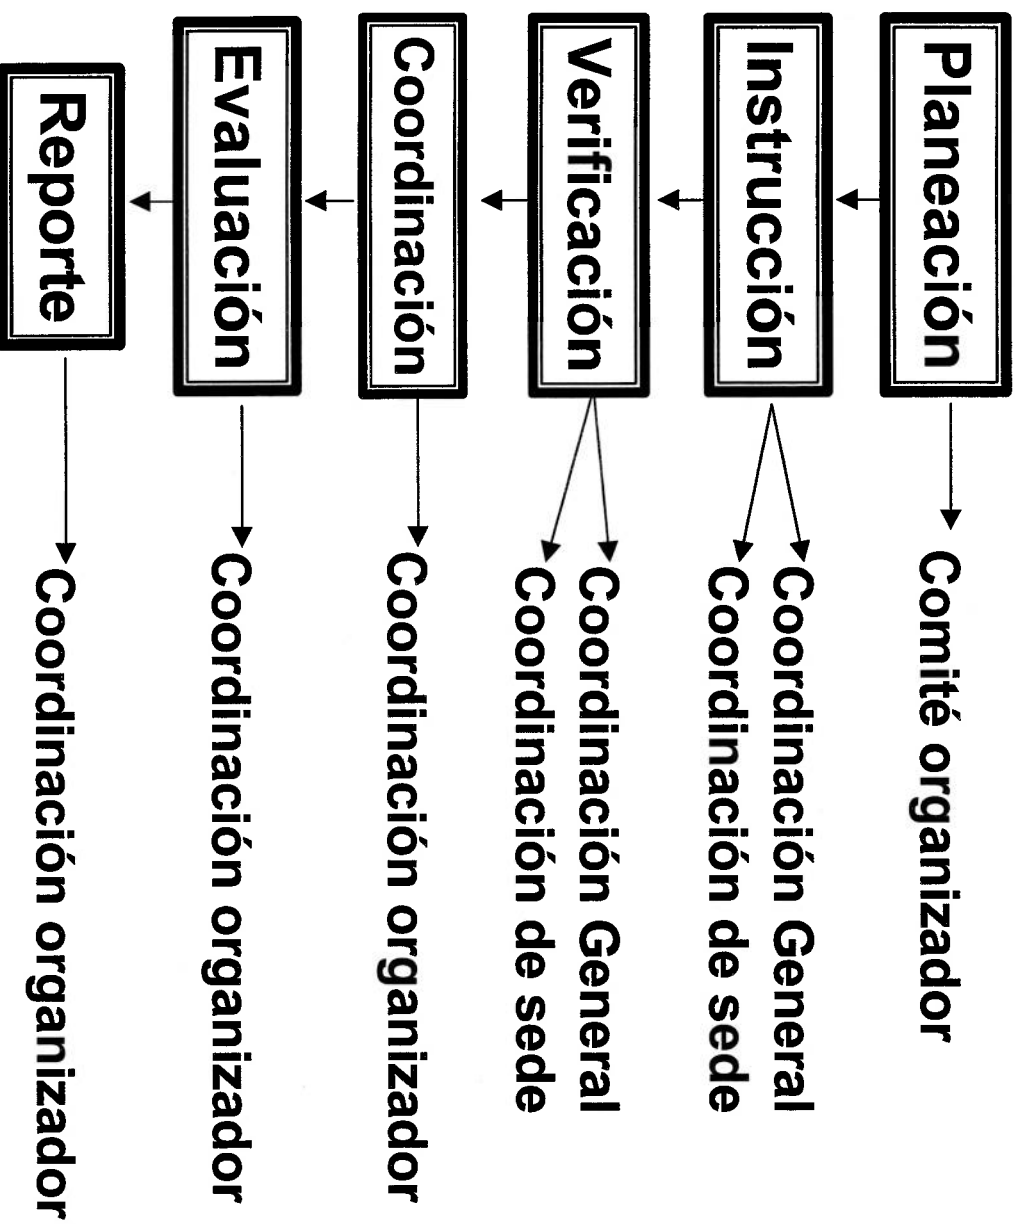 Planeación
Comité organizador
Instrucción
Coordinación General
Coordinación de sede
Verificación
Coordinación General
Coordinación de sede
Coordinación
Coordinación organizador
Evaluación
Coordinación organizador
Reporte
Coordinación organizador